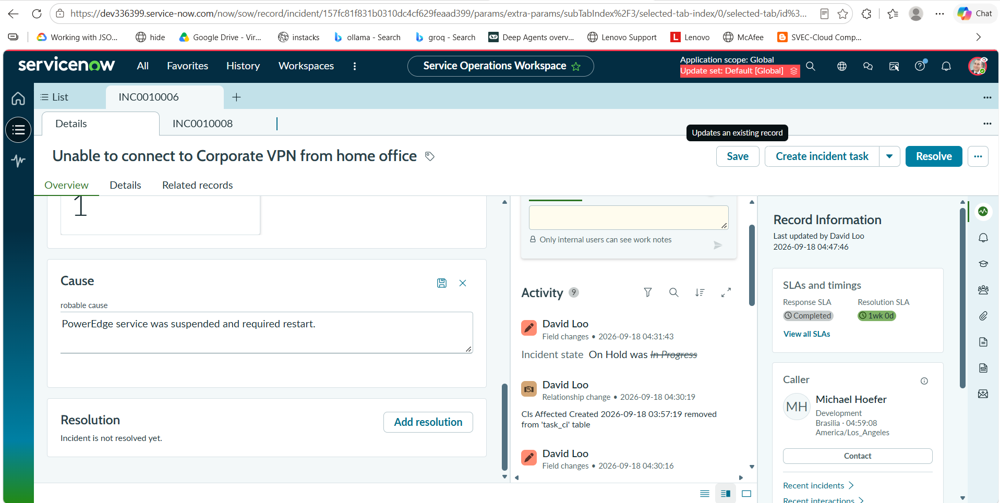 https://dev336399.service-now.com/now/sow/record/incident/157fc81f831b0310dc4cf629feaad399/params/extra-params/subTabIndex%2F3/selected-tab-index/0/selected-tab/id%3...
Chat
Working with JSO...
hide
Google Drive - Vir...
instacks
ollama - Search
groq - Search
Deep Agents overv...
Lenovo Support
Lenovo
McAfee
SVEC-Cloud Comp...
servicenow
All
Favorites
History
Workspaces
Service Operations Workspace
Application scope: Global
Update set: Default [Global]
List
INC0010006
Details
INC0010008
Updates an existing record
Unable to connect to Corporate VPN from home office
Save
Create incident task
Resolve
Overview
Details
Related records
1
Cause
robable cause
PowerEdge service was suspended and required restart.
Resolution
Incident is not resolved yet.
Add resolution
Only internal users can see work notes
Activity 9
David Loo
Field changes • 2026-09-18 04:31:43
Incident state On Hold was In Progress
David Loo
Relationship change • 2026-09-18 04:30:19
CIs Affected Created 2026-09-18 03:57:19 removed
from 'task_ci' table
David Loo
Field changes • 2026-09-18 04:30:16
Record Information
Last updated by David Loo
2026-09-18 04:47:46
SLAs and timings
Response SLA
Resolution SLA
Completed
1wk 0d
View all SLAs
Caller
MH
Michael Hoefer
Development
Brasilia · 04:59:08
America/Los_Angeles
Contact
Recent incidents
Recent interactions